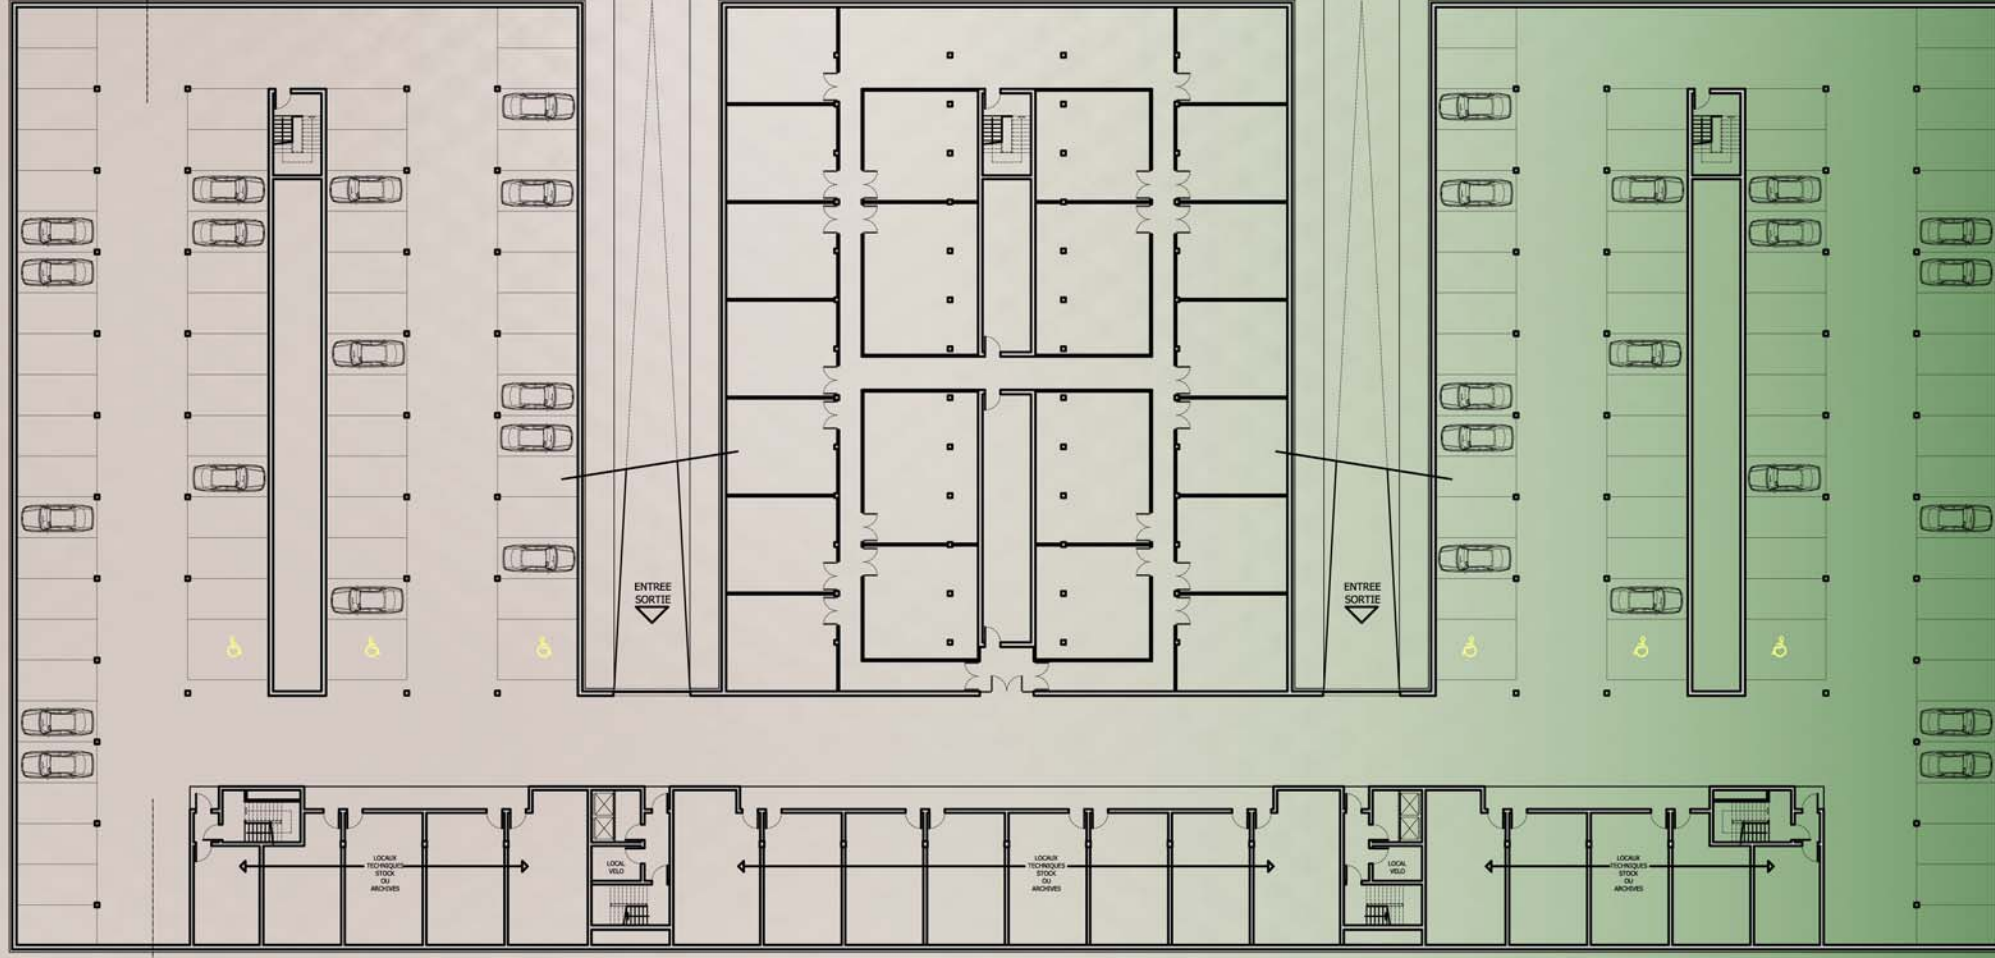 ENTREE
SORTIE
ENTREE
SORTIE
LOCAUX
TECHNIQUES
STOCK
OU
ARCHIVES
LOCAL
VELO
LOCAUX
TECHNIQUES
STOCK
OU
ARCHIVES
LOCAL
VELO
LOCAUX
TECHNIQUES
STOCK
OU
ARCHIVES